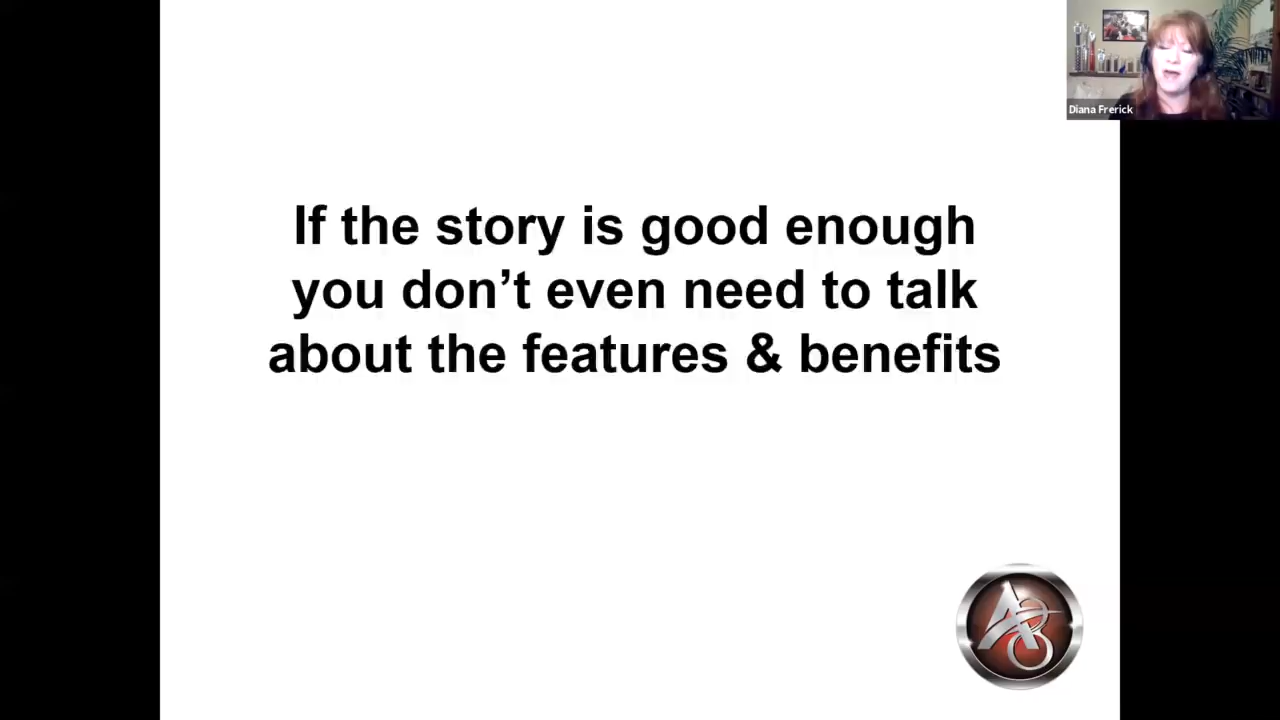 Diana Frerick
If the story is good enough
you don’t even need to talk
about the features & benefits